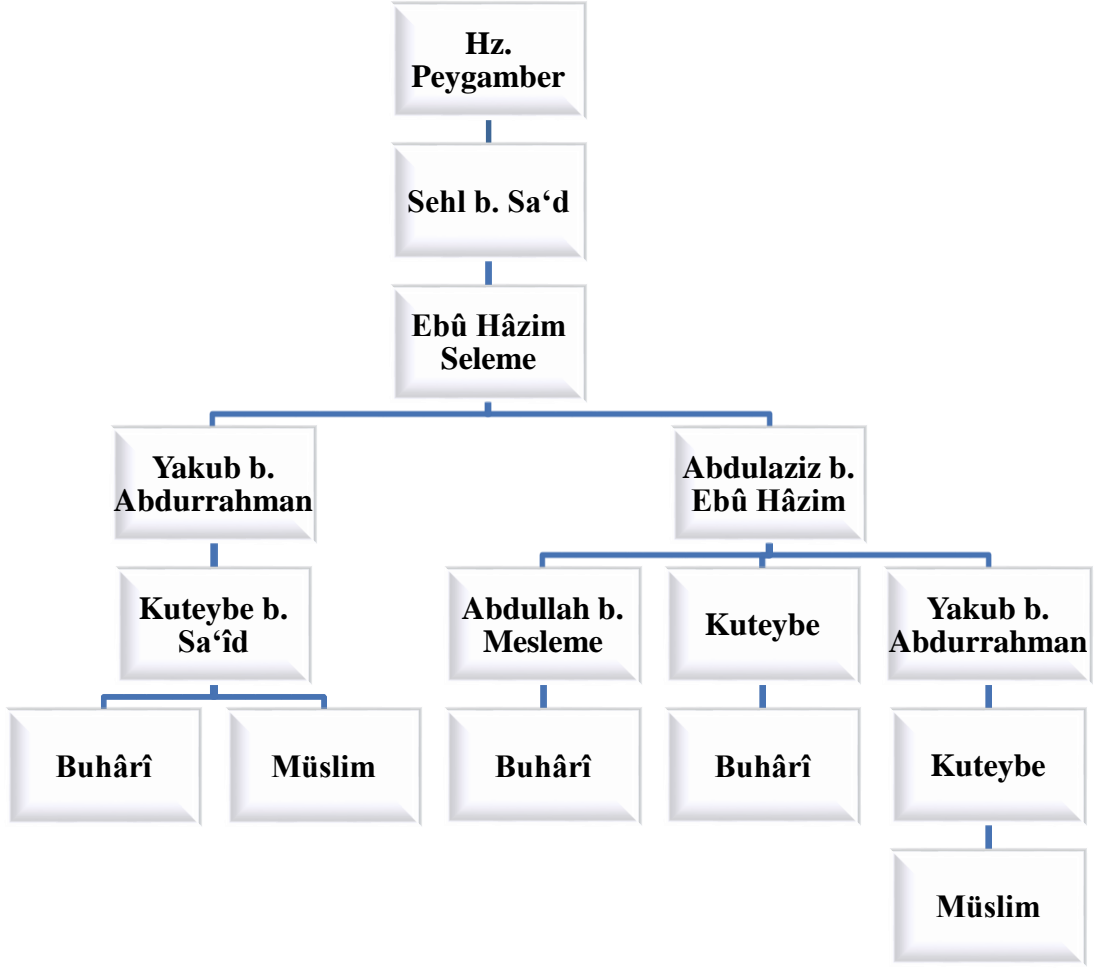 Hz.
Peygamber
Sehl b. Sa‘d
Ebû Hâzim
Seleme
Yakub b.
Abdurrahman
Abdulaziz b.
Ebû Hâzim
Kuteybe b.
Sa‘îd
Abdullah b.
Mesleme
Kuteybe
Yakub b.
Abdurrahman
Buhârî
Müslim
Buhârî
Buhârî
Kuteybe
Müslim